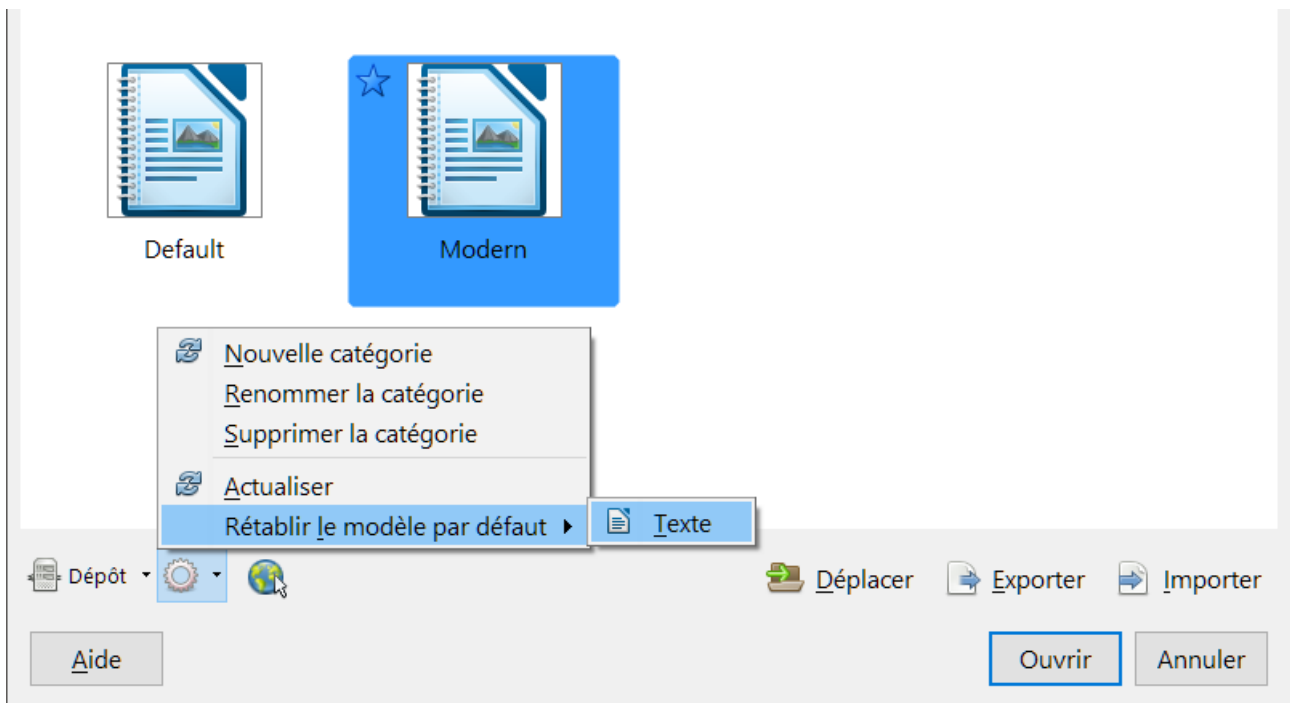 Default Modern
Nouvelle catégorie
Renommer la catégorie
Supprimer la catégorie
Actualiser
Rétablir le modèle par défaut Texte
Dépôt Déplacer Exporter Importer
Aide Ouvrir Annuler